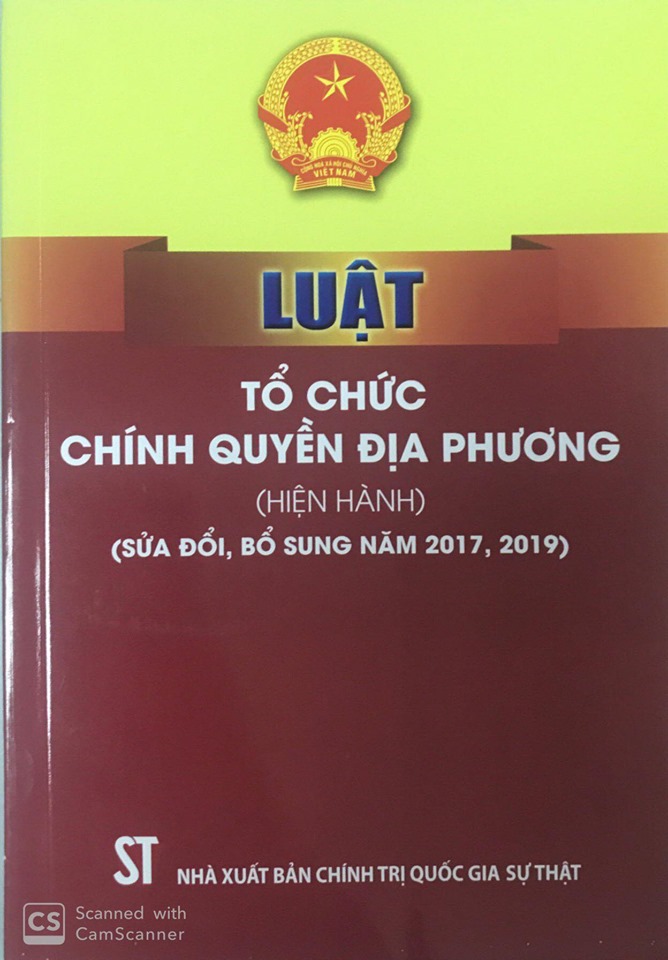 CỘNG HÒA XÃ HỘI CHỦ NGHĨA
VIỆT NAM
LUẬT
TỔ CHỨC
CHÍNH QUYỀN ĐỊA PHƯƠNG
(HIỆN HÀNH)
(SỬA ĐỔI, BỔ SUNG NĂM 2017, 2019)
ST NHÀ XUẤT BẢN CHÍNH TRỊ QUỐC GIA SỰ THẬT
CS Scanned with
CamScanner